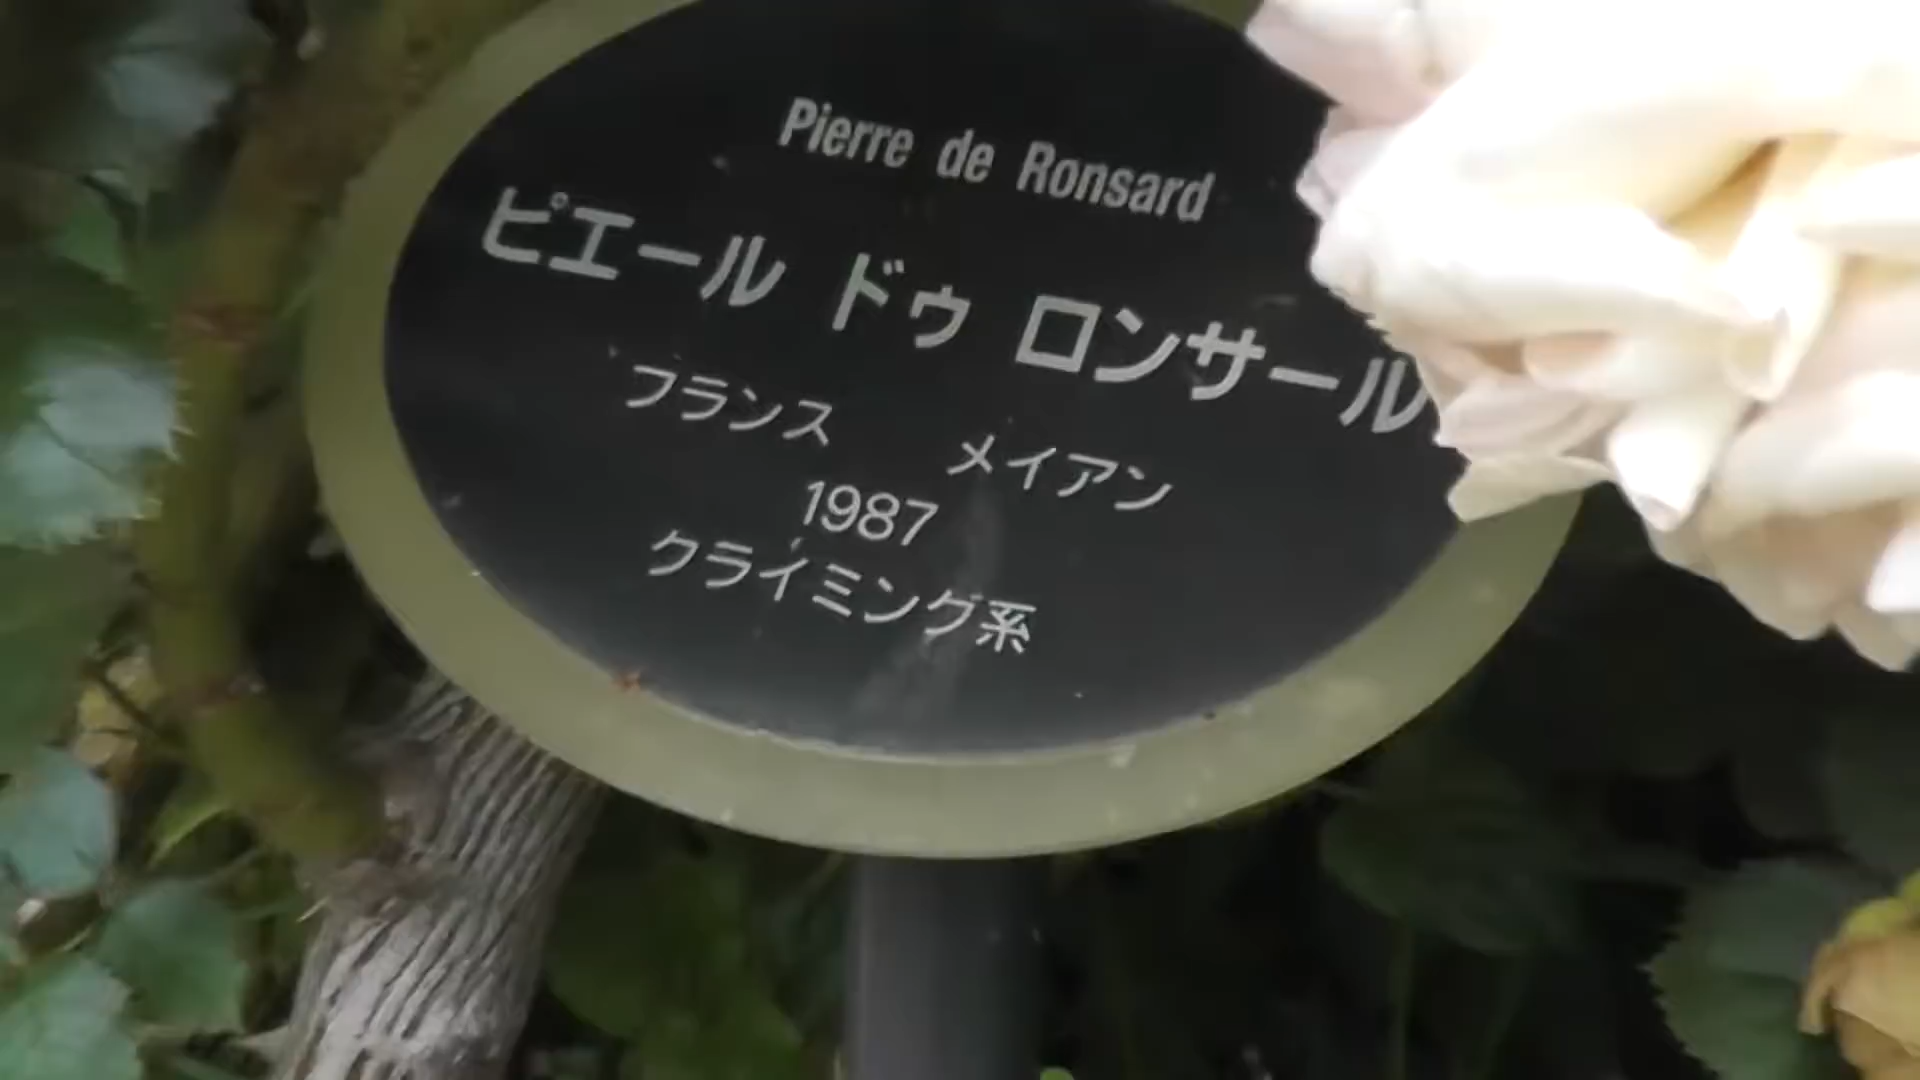 Pierre de Ronsard
ピエール ドゥ ロンサール
フランス メイアン
1987
クライミング系